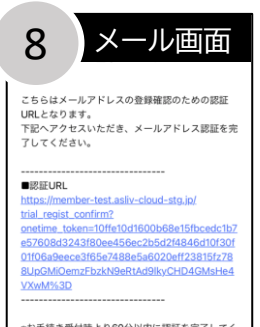 8
メール画面
こちらはメールアドレスの登録確認のための認証
URLとなります。
下記へアクセスいただき、メールアドレス認証を完
了してください。
--------------------------------
■認証URL
https://member-test.asliv-cloud-stg.jp/
trial_regist_confirm?
onetime_token=10ffe10d1600b68e15fbcedc1b7
e57608d3243f80ee456ec2b5d2f4846d10f30f
01f06a9eece3f65e7488e5a6020eff23815fz78
8UpGMiOemzFbzkN9eRtAd9IkyCHD4GMsHe4
VXwM%3D
--------------------------------